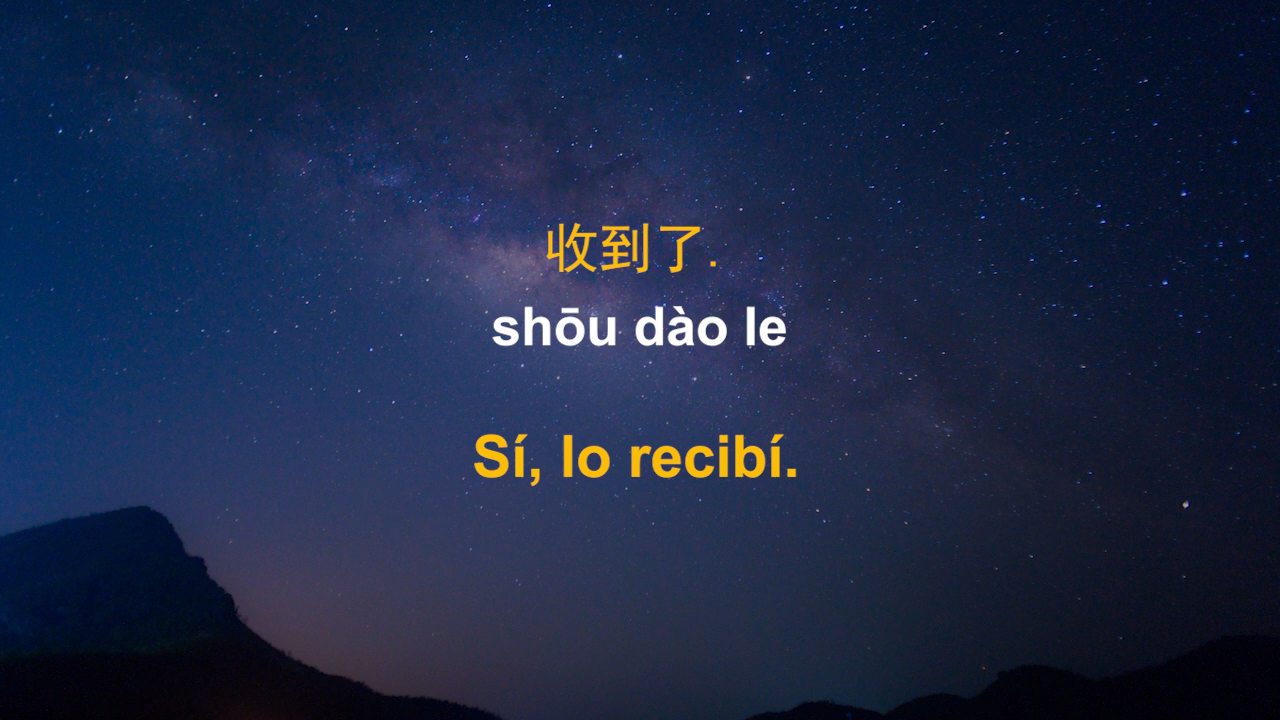 收到了.
shōu dào le
Sí, lo recibí.